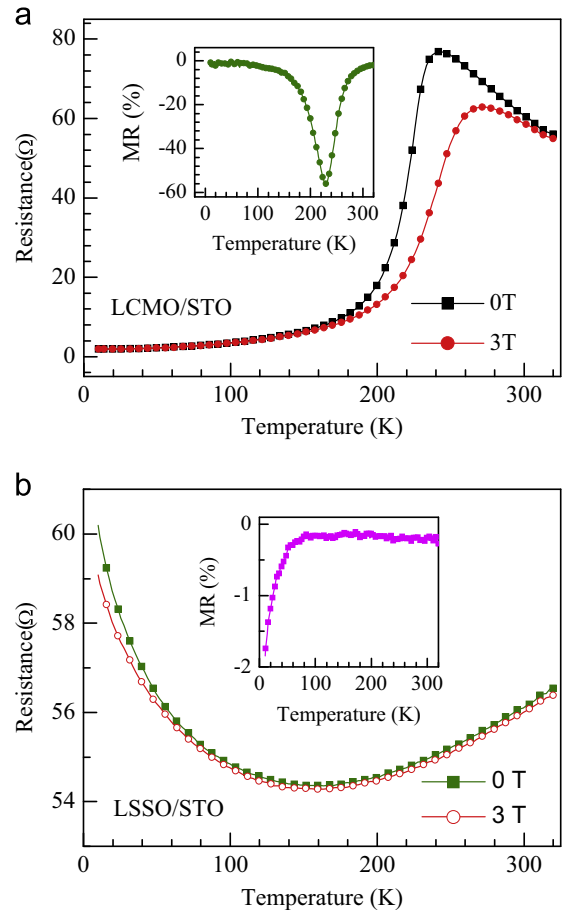 a
80
60
40
20
0
Resistance(Ω)
0
-20
-40
-60
MR (%)
0 100 200 300
Temperature (K)
LCMO/STO
0T
3T
0 100 200 300
Temperature (K)
b
60
58
56
54
Resistance(Ω)
0
-1
-2
MR (%)
0 100 200 300
Temperature (K)
LSSO/STO
0 T
3 T
0 100 200 300
Temperature (K)